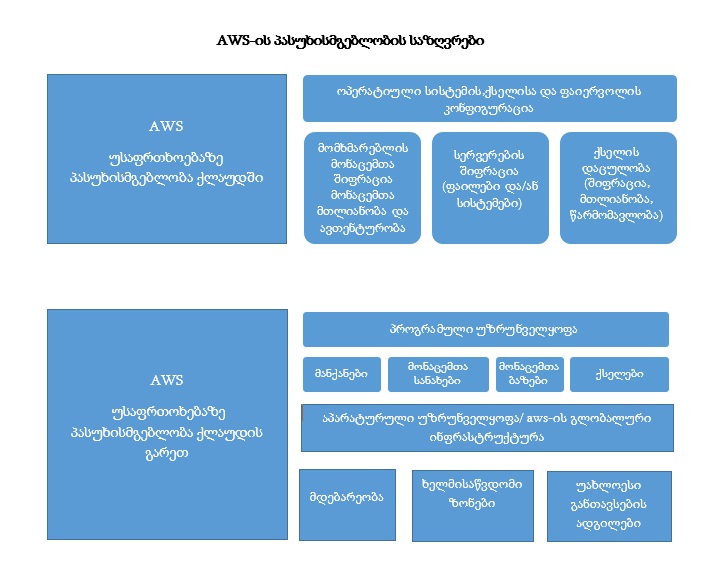 AWS-ის პასუხისმგებლობის საზღვრები
AWS
უსაფრთხოებაზე
პასუხისმგებლობა ქლაუდში
ოპერატიული სისტემის,ქსელისა და ფაიერვოლის
კონფიგურაცია
მომხმარებლის
მონაცემთა
შიფრაცია
მონაცემთა
მთლიანობა და
ავთენტურობა
სერვერების
შიფრაცია
(ფაილები და/ან
სისტემები)
ქსელის
დაცულობა
(შიფრაცია,
მთლიანობა,
წარმომავლობა)
AWS
უსაფრთოხებაზე
პასუხისმგებლობა ქლაუდის
გარეთ
პროგრამული უზრუნველყოფა
მანქანები
მონაცემთა
სანახები
მონაცემთა
ბაზები
ქსელები
აპარატურული უზრუნველყოფა/ aws-ის გლობალური
ინფრასტრუქტურა
მდებარეობა
ხელმისაწვდომი
ზონები
უახლოესი
განთავსების
ადგილები